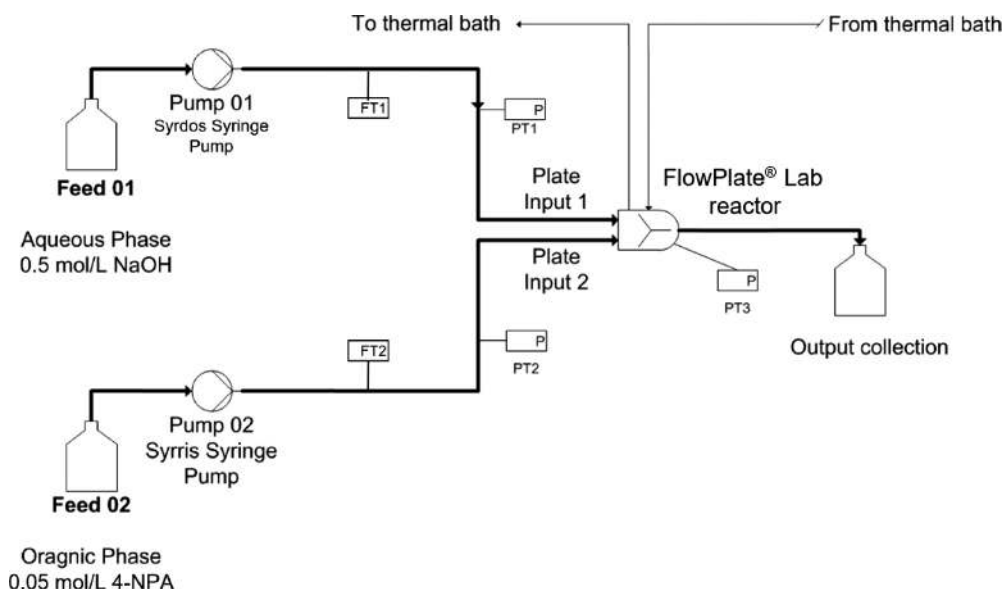 To thermal bath
From thermal bath
Pump 01
Syrdos Syringe
Pump
FT1
P
PT1
Feed 01
Aqueous Phase
0.5 mol/L NaOH
Plate
Input 1
FlowPlate® Lab
reactor
Plate
Input 2
P
PT3
Output collection
FT2
P
PT2
Pump 02
Syrris Syringe
Pump
Feed 02
Oragnic Phase
0.05 mol/L 4-NPA